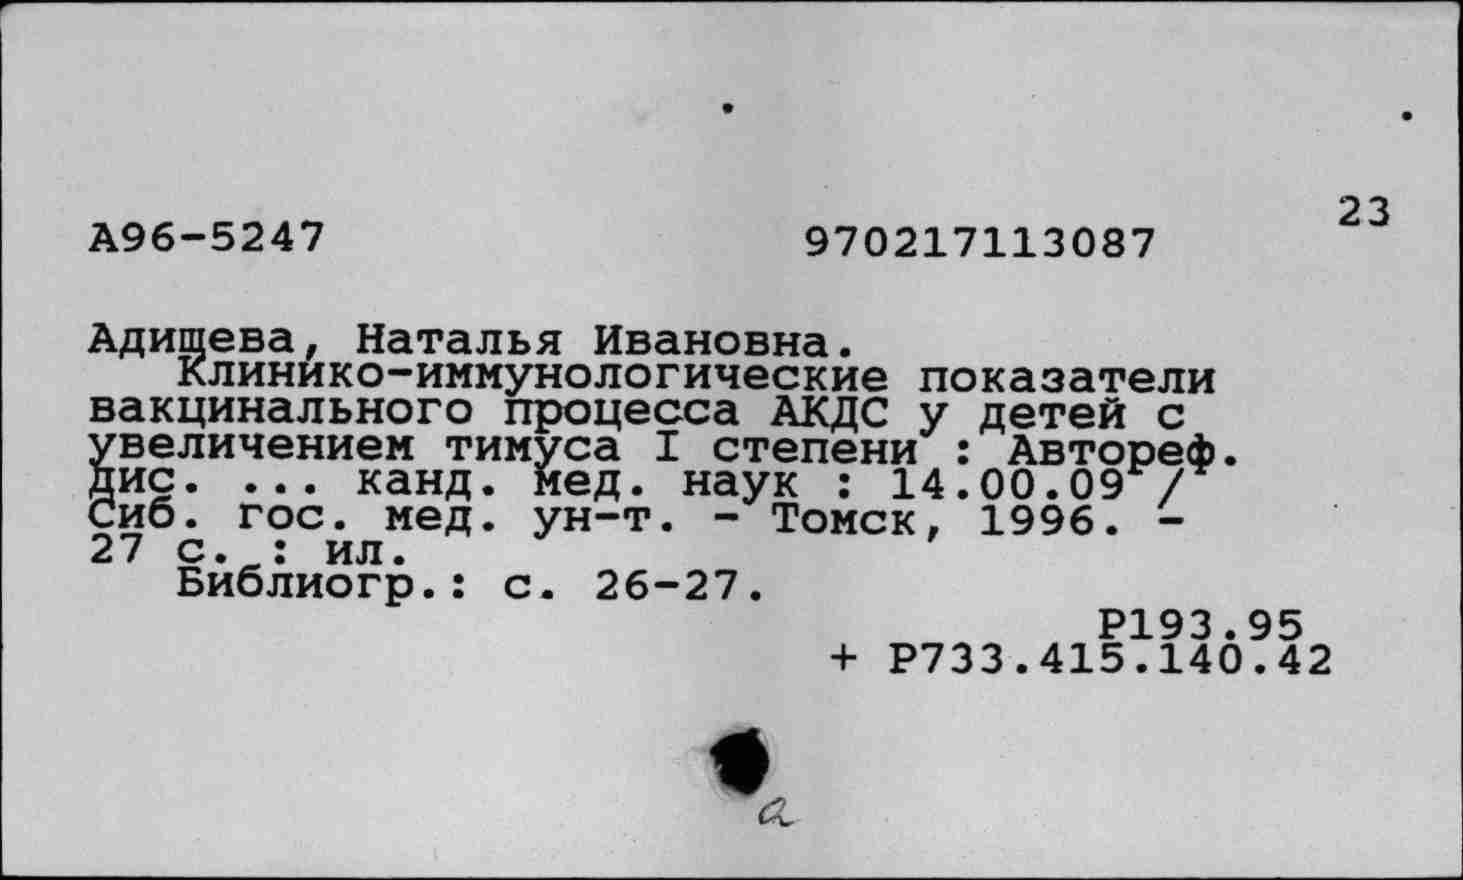 23
А96-5247 970217113087
Адищева, Наталья Ивановна.
Клинико-иммунологические показатели
вакцинального процесса АКДС у детей с
увеличением тимуса I степени : Автореф.
дис. ... канд. мед. наук : 14.00.09 /
Сиб. гос. мед. ун-т. - Томск, 1996. -
27 с. : ил.
Библиогр.: с. 26-27.
Р193.95
+ Р733.415.140.42
а